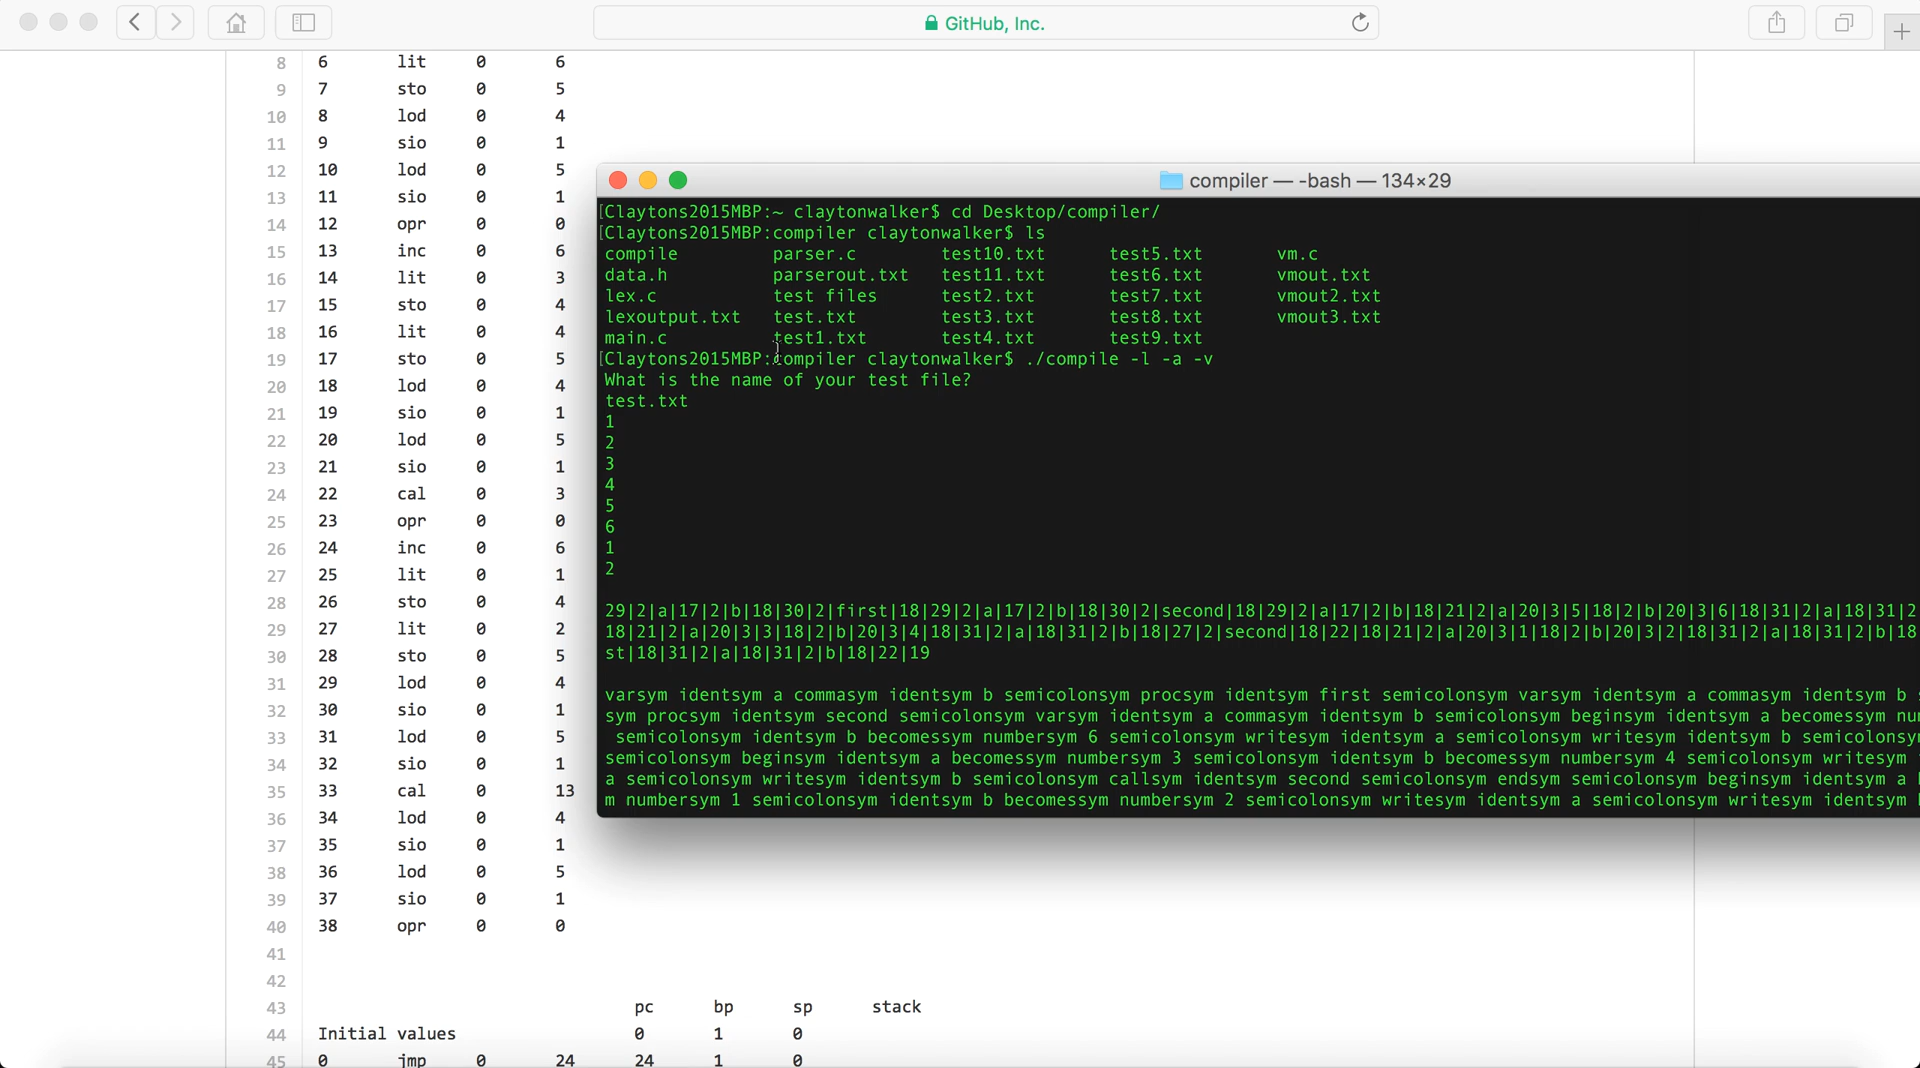 GitHub, Inc.
8 6 lit 0 6
9 7 sto 0 5
10 8 lod 0 4
11 9 sio 0 1
12 10 lod 0 5
13 11 sio 0 1
14 12 opr 0 0
15 13 inc 0 6
16 14 lit 0 3
17 15 sto 0 4
18 16 lit 0 4
19 17 sto 0 5
20 18 lod 0 4
21 19 sio 0 1
22 20 lod 0 5
23 21 sio 0 1
24 22 cal 0 3
25 23 opr 0 0
26 24 inc 0 6
27 25 lit 0 1
28 26 sto 0 4
29 27 lit 0 2
30 28 sto 0 5
31 29 lod 0 4
32 30 sio 0 1
33 31 lod 0 5
34 32 sio 0 1
35 33 cal 0 13
36 34 lod 0 4
37 35 sio 0 1
38 36 lod 0 5
39 37 sio 0 1
40 38 opr 0 0
41
42
43 pc bp sp stack
44 Initial values 0 1 0
45 0 jmp 0 24 24 1 0
compiler — -bash — 134×29
[Claytons2015MBP:~ claytonwalker$ cd Desktop/compiler/
[Claytons2015MBP:compiler claytonwalker$ ls
compile parser.c test10.txt test5.txt vm.c
data.h parserout.txt test11.txt test6.txt vmout.txt
lex.c test files test2.txt test7.txt vmout2.txt
lexoutput.txt test.txt test3.txt test8.txt vmout3.txt
main.c test1.txt test4.txt test9.txt
[Claytons2015MBP:compiler claytonwalker$ ./compile -l -a -v
What is the name of your test file?
test.txt
1
2
3
4
5
6
1
2
29|2|a|17|2|b|18|30|2|first|18|29|2|a|17|2|b|18|30|2|second|18|29|2|a|17|2|b|18|21|2|a|20|3|5|18|2|b|20|3|6|18|31|2|a|18|31|2
18|21|2|a|20|3|3|18|2|b|20|3|4|18|31|2|a|18|31|2|b|18|27|2|second|18|22|18|21|2|a|20|3|1|18|2|b|20|3|2|18|31|2|a|18|31|2|b|18
st|18|31|2|a|18|31|2|b|18|22|19
varsym identsym a commasym identsym b semicolonsym procsym identsym first semicolonsym varsym identsym a commasym identsym b
sym procsym identsym second semicolonsym varsym identsym a commasym identsym b semicolonsym beginsym identsym a becomessym
semicolonsym identsym b becomessym numbersym 6 semicolonsym writesym identsym a semicolonsym writesym identsym b
semicolonsym beginsym identsym a becomessym numbersym 3 semicolonsym identsym b becomessym numbersym 4 semicolonsym writesym
a semicolonsym writesym identsym b semicolonsym callsym identsym second semicolonsym endsym semicolonsym beginsym identsym a
m numbersym 1 semicolonsym identsym b becomessym numbersym 2 semicolonsym writesym identsym a semicolonsym writesym identsym